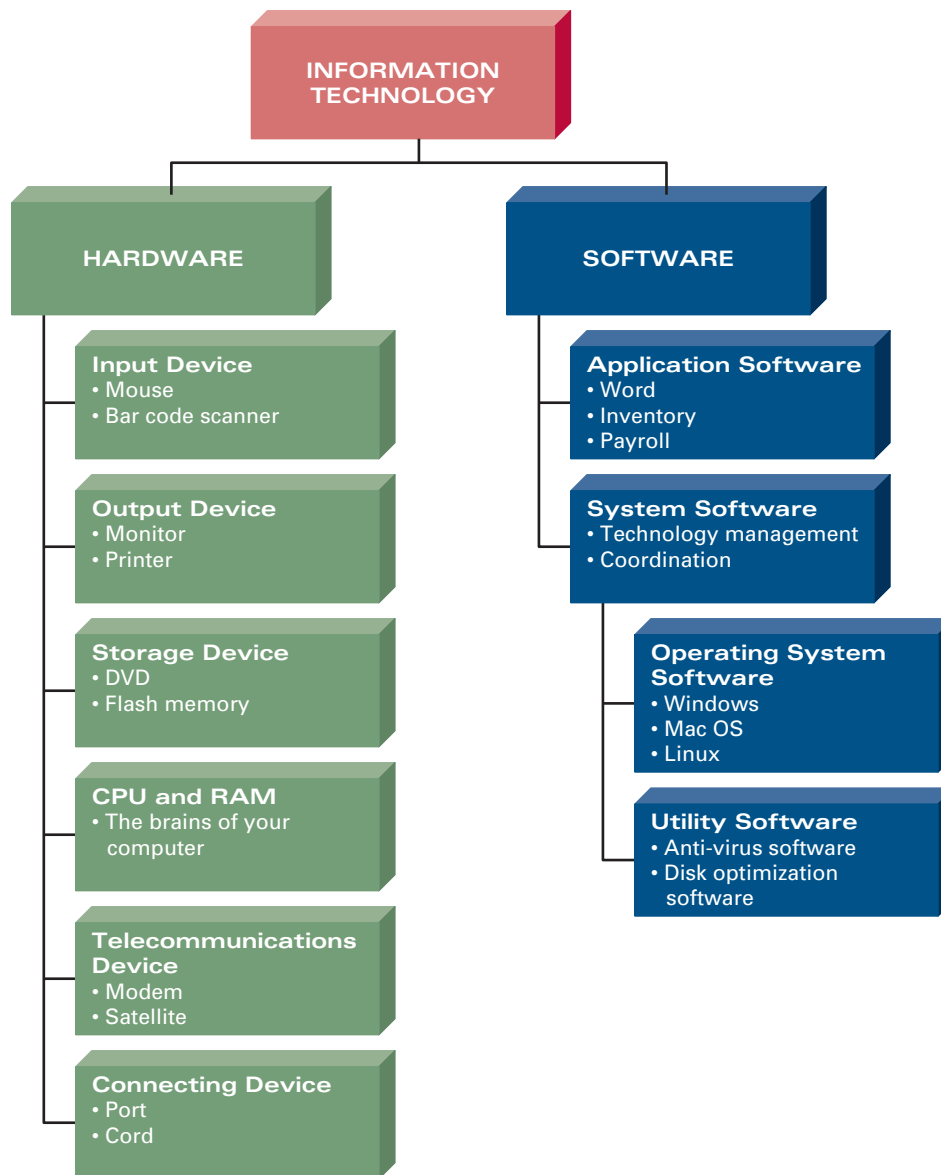 INFORMATION
TECHNOLOGY
HARDWARE
Input Device
• Mouse
• Bar code scanner
Output Device
• Monitor
• Printer
Storage Device
• DVD
• Flash memory
CPU and RAM
• The brains of your
computer
Telecommunications
Device
• Modem
• Satellite
Connecting Device
• Port
• Cord
SOFTWARE
Application Software
• Word
• Inventory
• Payroll
System Software
• Technology management
• Coordination
Operating System
Software
• Windows
• Mac OS
• Linux
Utility Software
• Anti-virus software
• Disk optimization
software